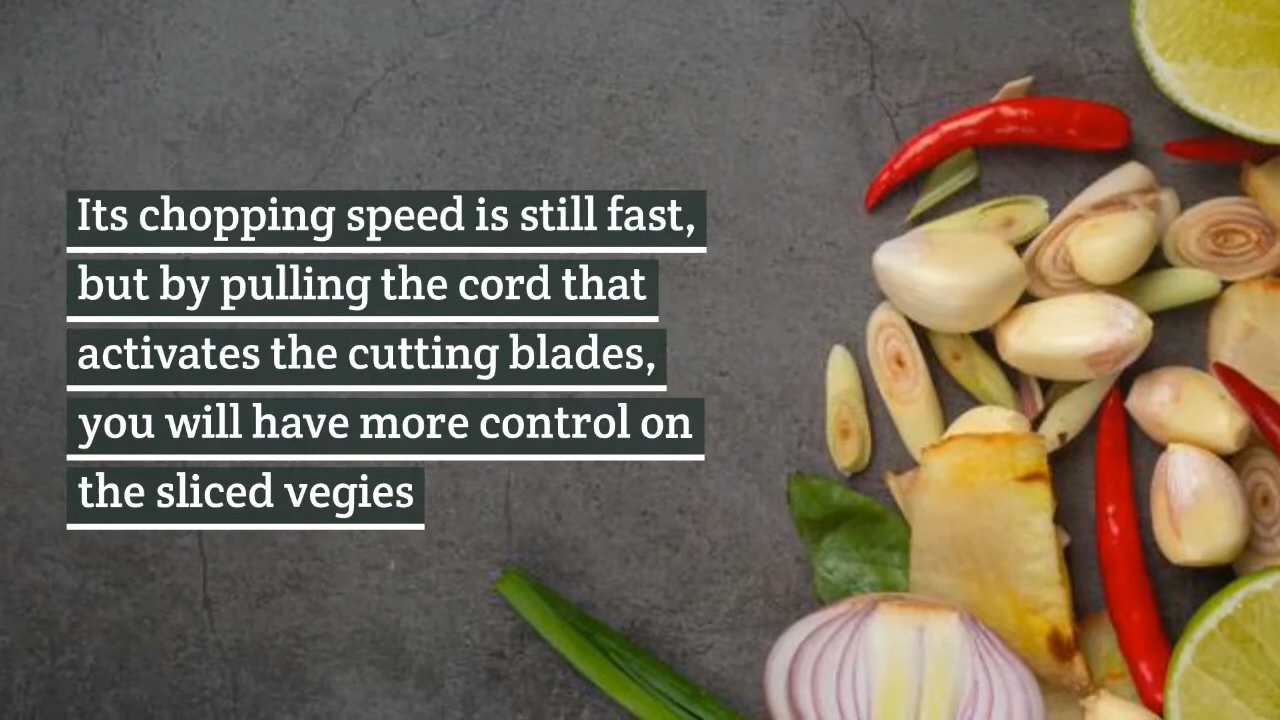 Its chopping speed is still fast,
but by pulling the cord that
activates the cutting blades,
you will have more control on
the sliced vegies